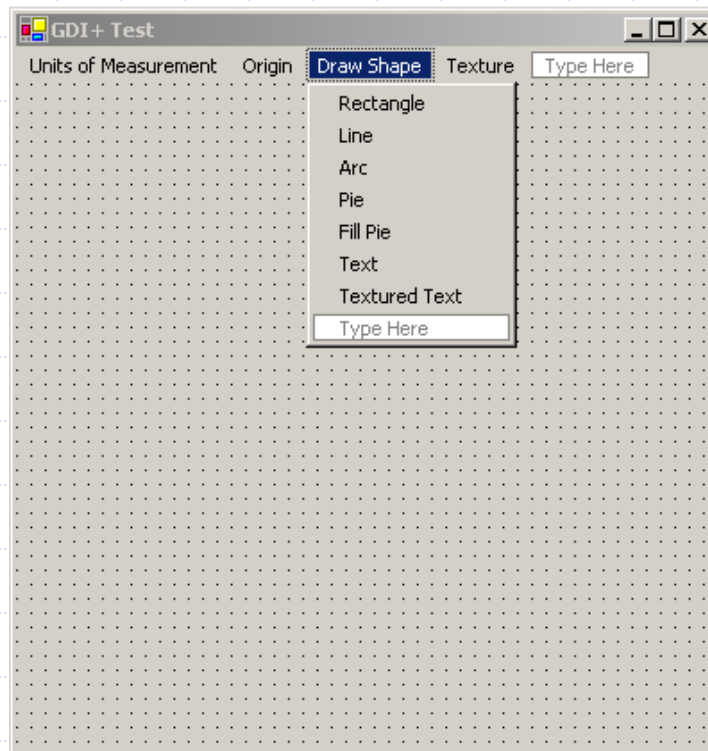 GDI+ Test
Units of Measurement Origin Draw Shape Texture Type Here
Rectangle
Line
Arc
Pie
Fill Pie
Text
Textured Text
Type Here